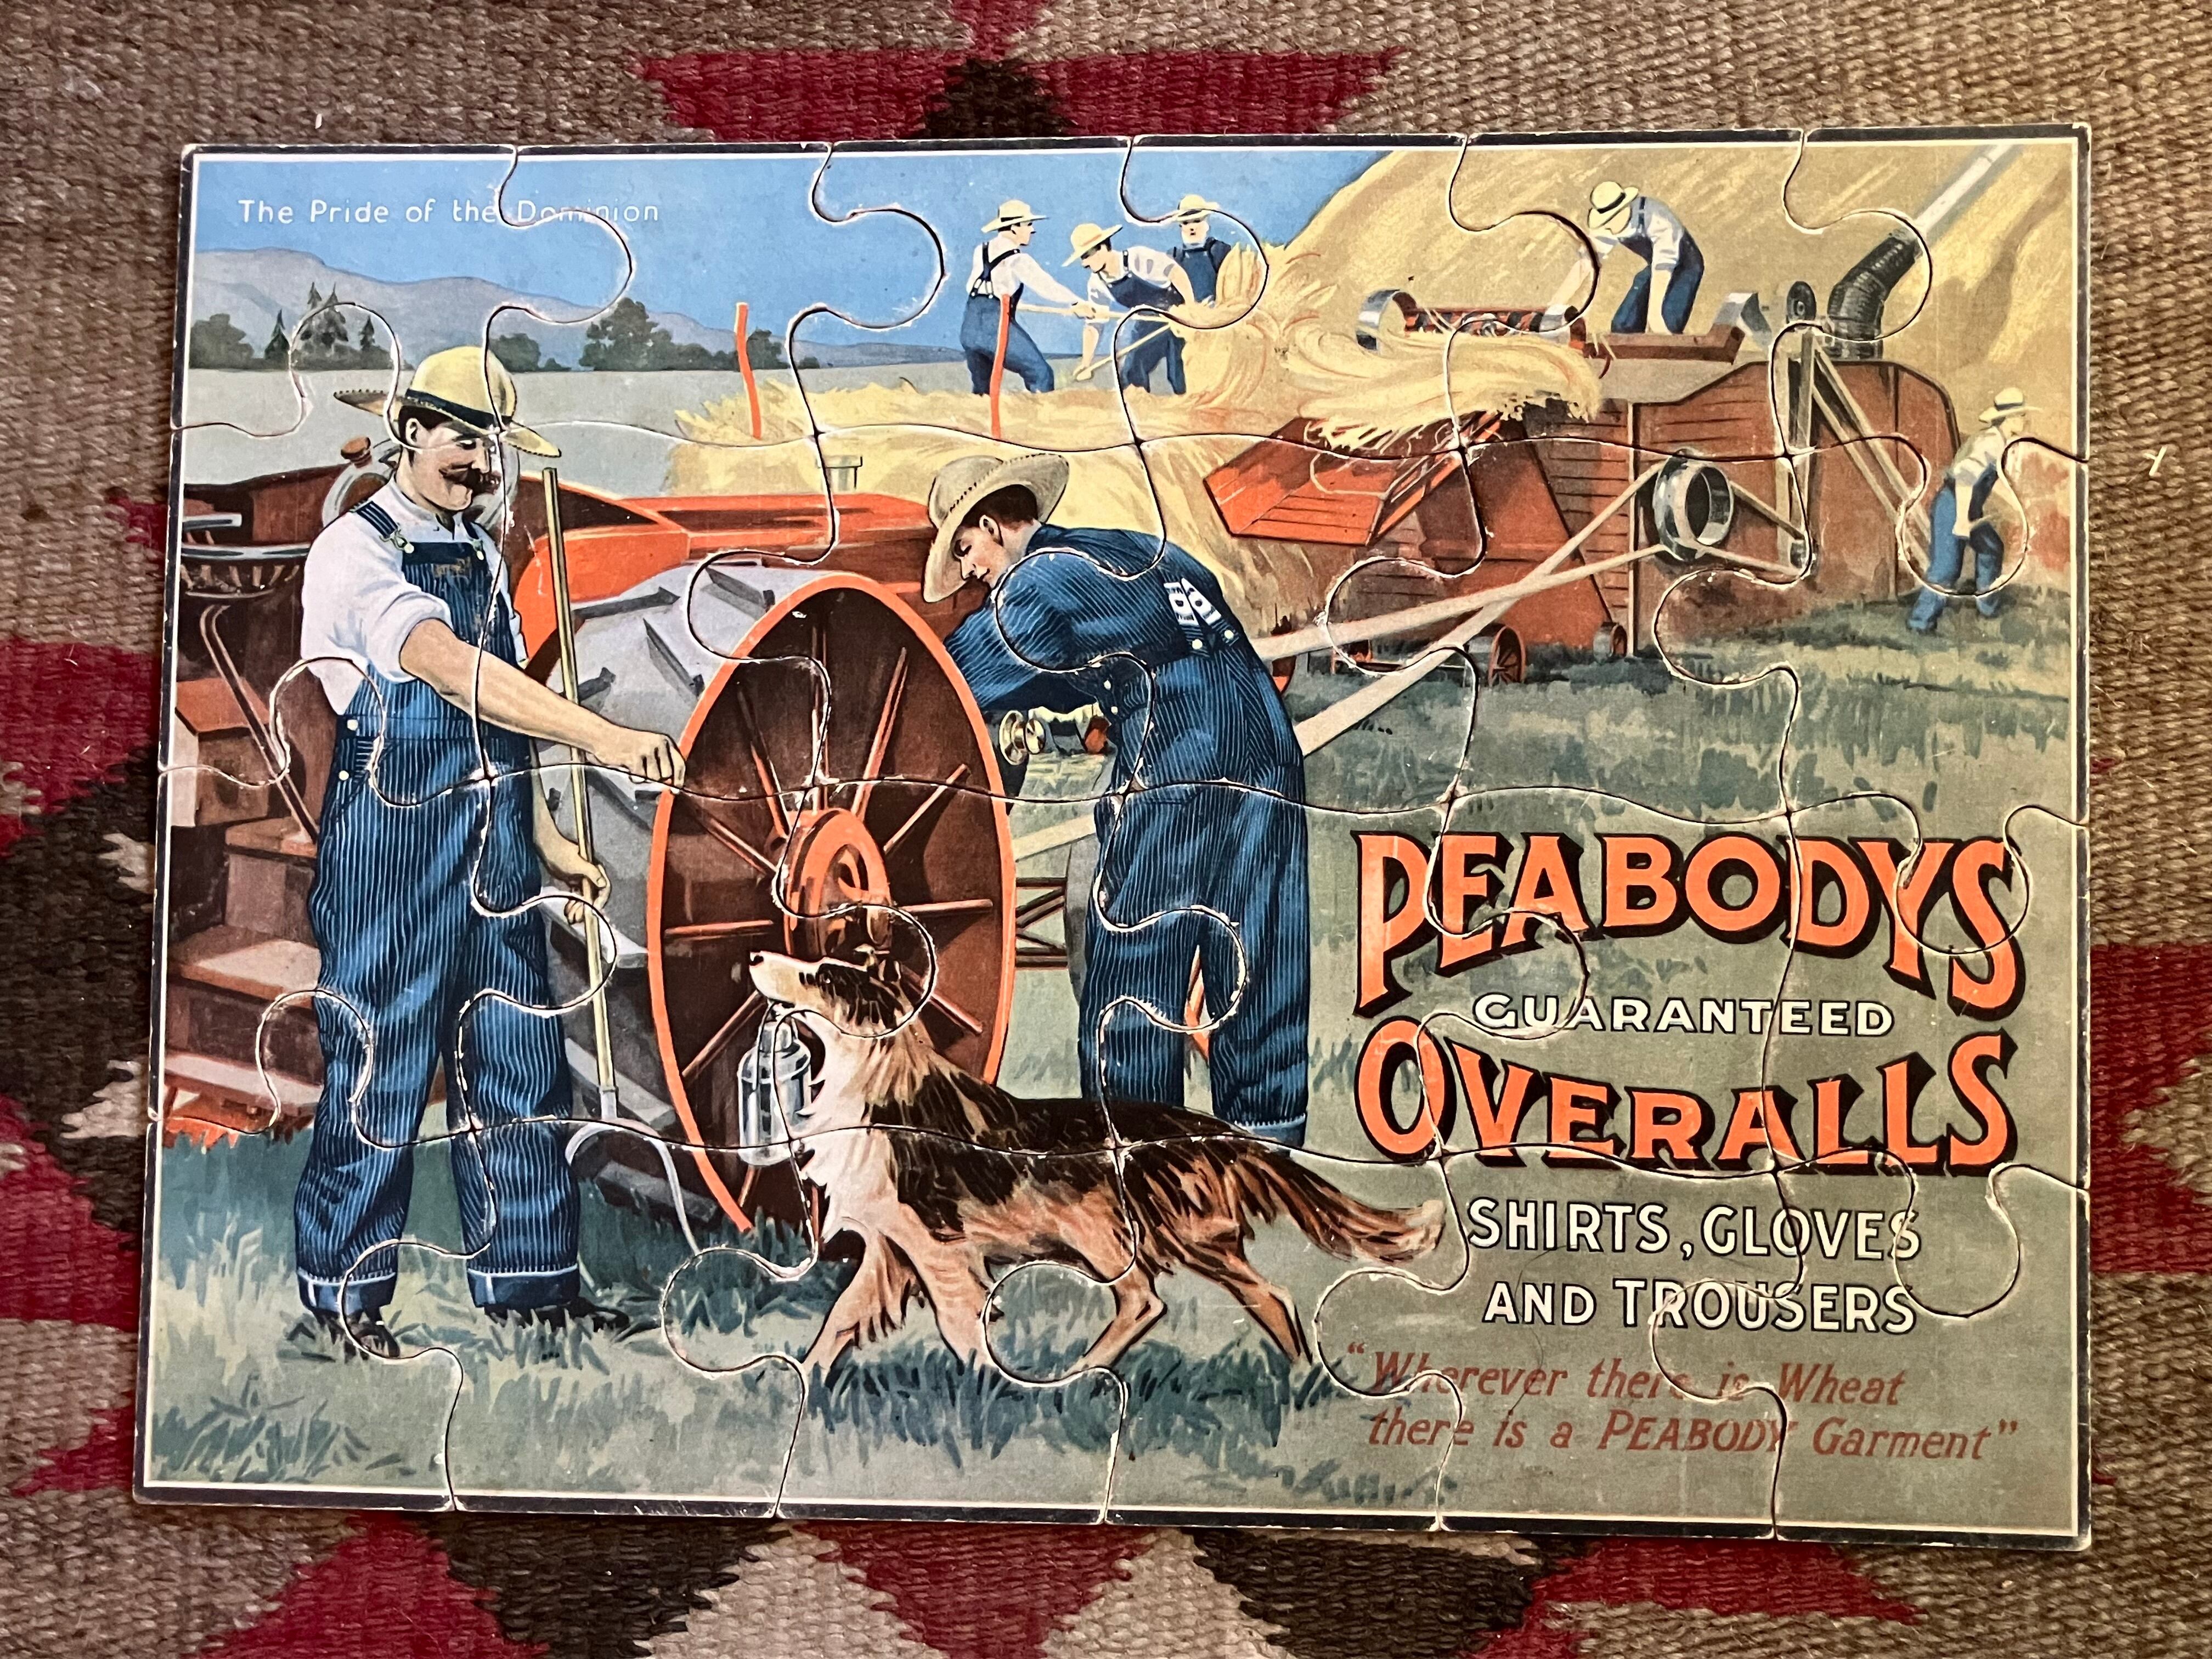 The Pride of the Dominion
PEABODYS
GUARANTEED
OVERALLS
SHIRTS, GLOVES
AND TROUSERS
"Wherever there is Wheat
there is a PEABODY Garment"